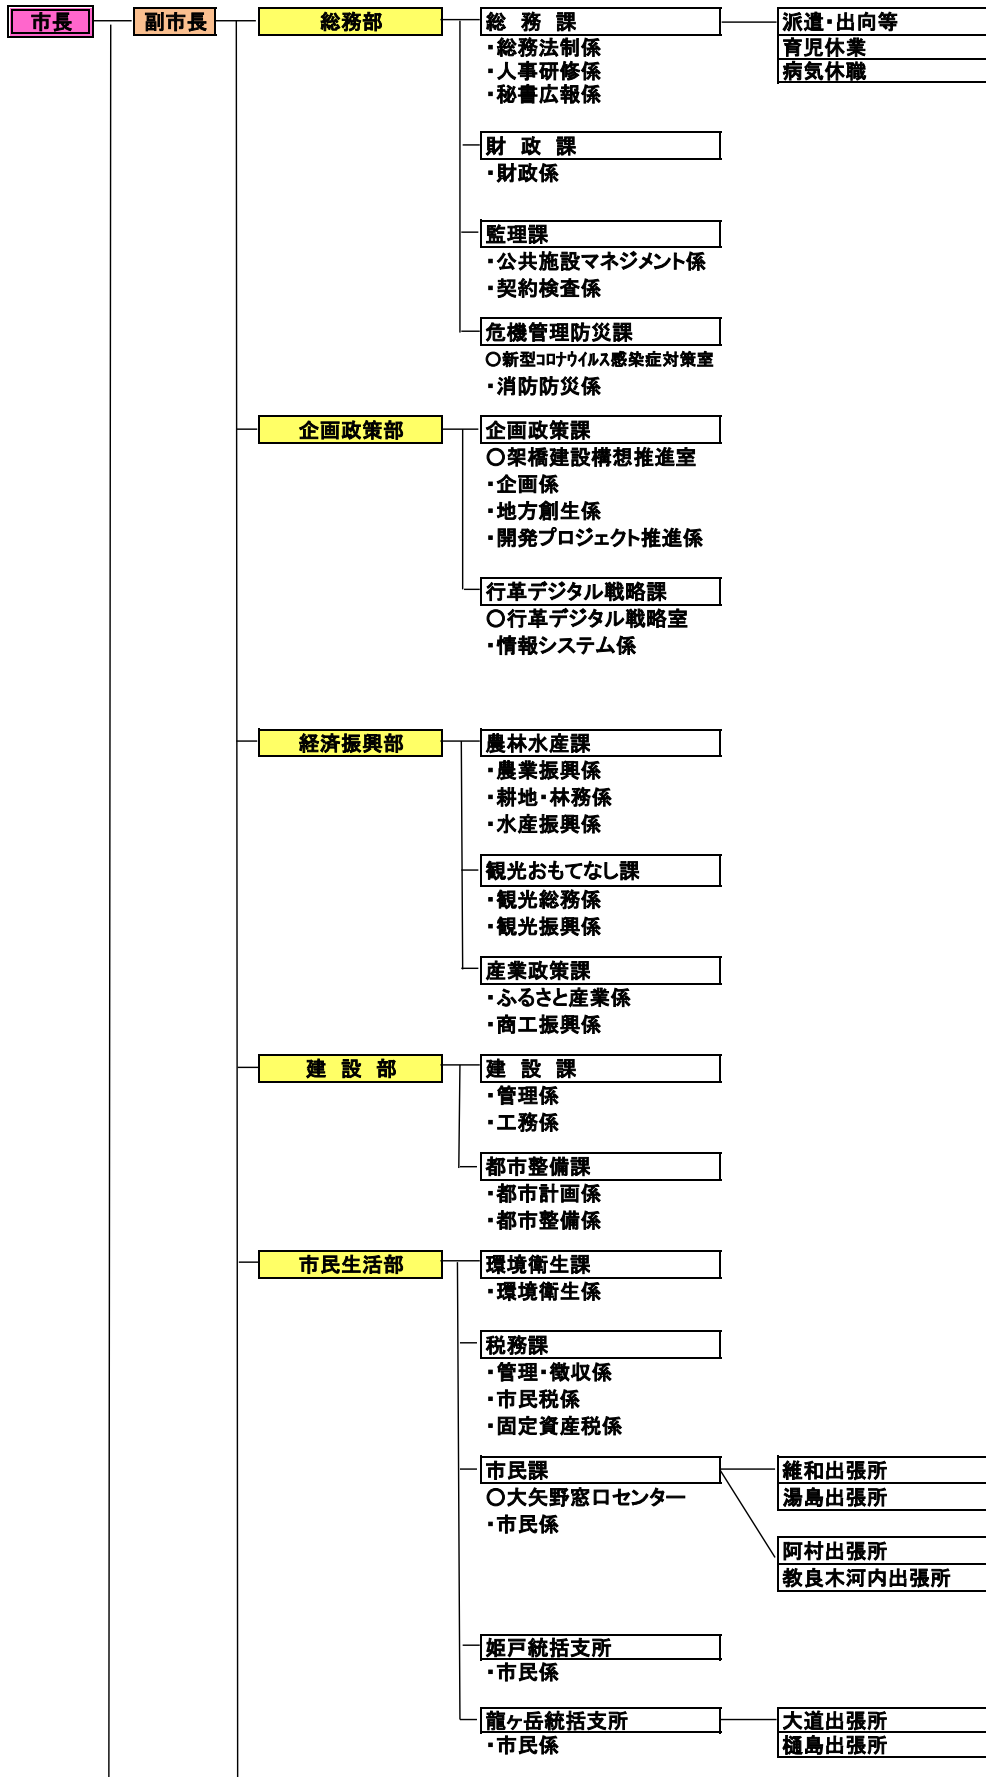 市長
副市長
総務部
総　務　課
派遣・出向等
・総務法制係
育児休業
・人事研修係
病気休職
・秘書広報係
財　政　課
・財政係
監理課
・公共施設マネジメント係
・契約検査係
危機管理防災課
○新型コロナウイルス感染症対策室
・消防防災係
企画政策部
企画政策課
○架橋建設構想推進室
・企画係
・地方創生係
・開発プロジェクト推進係
行革デジタル戦略課
○行革デジタル戦略室
・情報システム係
経済振興部
農林水産課
・農業振興係
・耕地・林務係
・水産振興係
観光おもてなし課
・観光総務係
・観光振興係
産業政策課
・ふるさと産業係
・商工振興係
建　設　部
建　設　課
・管理係
・工務係
都市整備課
・都市計画係
・都市整備係
市民生活部
環境衛生課
・環境衛生係
税務課
・管理・徴収係
・市民税係
・固定資産税係
市民課
維和出張所
○大矢野窓口センター
湯島出張所
・市民係
阿村出張所
教良木河内出張所
姫戸統括支所
・市民係
龍ヶ岳統括支所
大道出張所
・市民係
樋島出張所